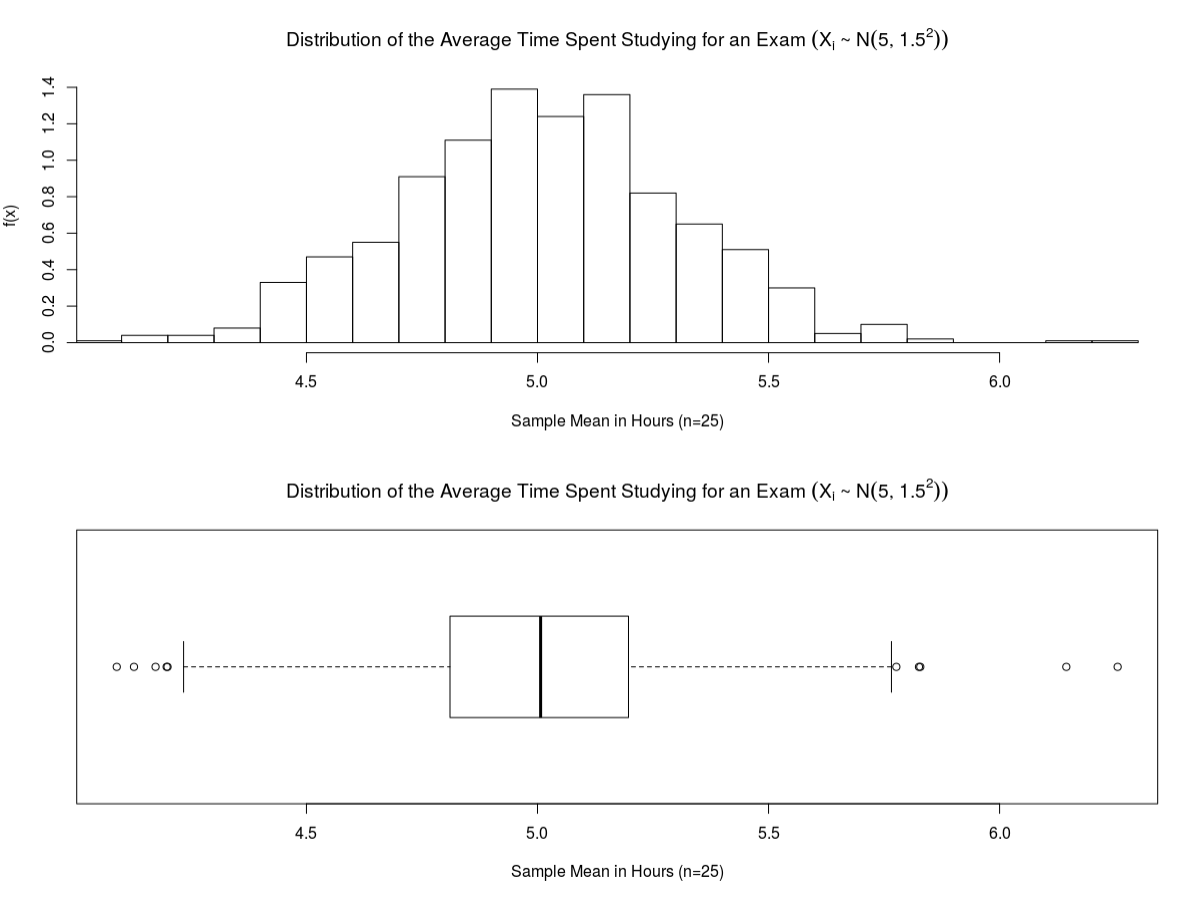 Distribution of the Average Time Spent Studying for an Exam (Xᵢ ~ N(5, 1.5²))
1.4
1.2
1.0
0.8
0.6
0.4
0.2
0.0
f(x)
4.5 5.0 5.5 6.0
Sample Mean in Hours (n=25)
Distribution of the Average Time Spent Studying for an Exam (Xᵢ ~ N(5, 1.5²))
4.5 5.0 5.5 6.0
Sample Mean in Hours (n=25)